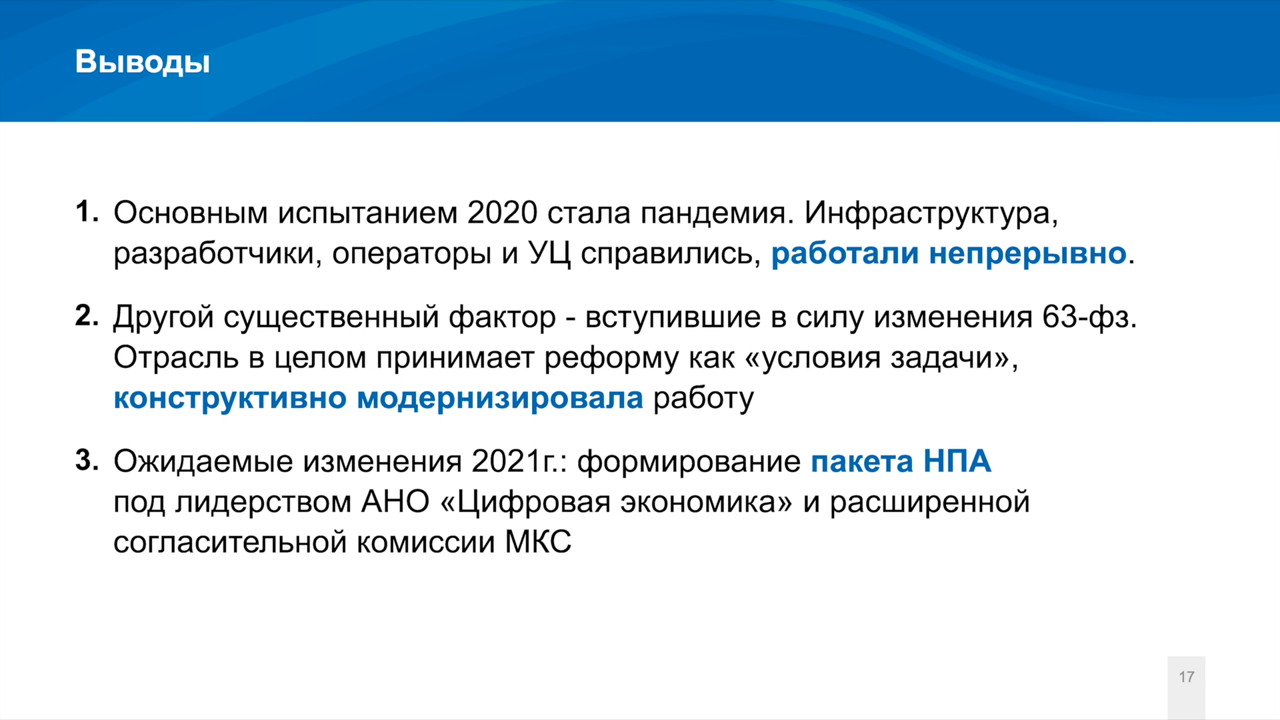 Выводы
1. Основным испытанием 2020 стала пандемия. Инфраструктура,
разработчики, операторы и УЦ справились, работали непрерывно.
2. Другой существенный фактор - вступившие в силу изменения 63-фз.
Отрасль в целом принимает реформу как «условия задачи»,
конструктивно модернизировала работу
3. Ожидаемые изменения 2021г.: формирование пакета НПА
под лидерством АНО «Цифровая экономика» и расширенной
согласительной комиссии МКС
17